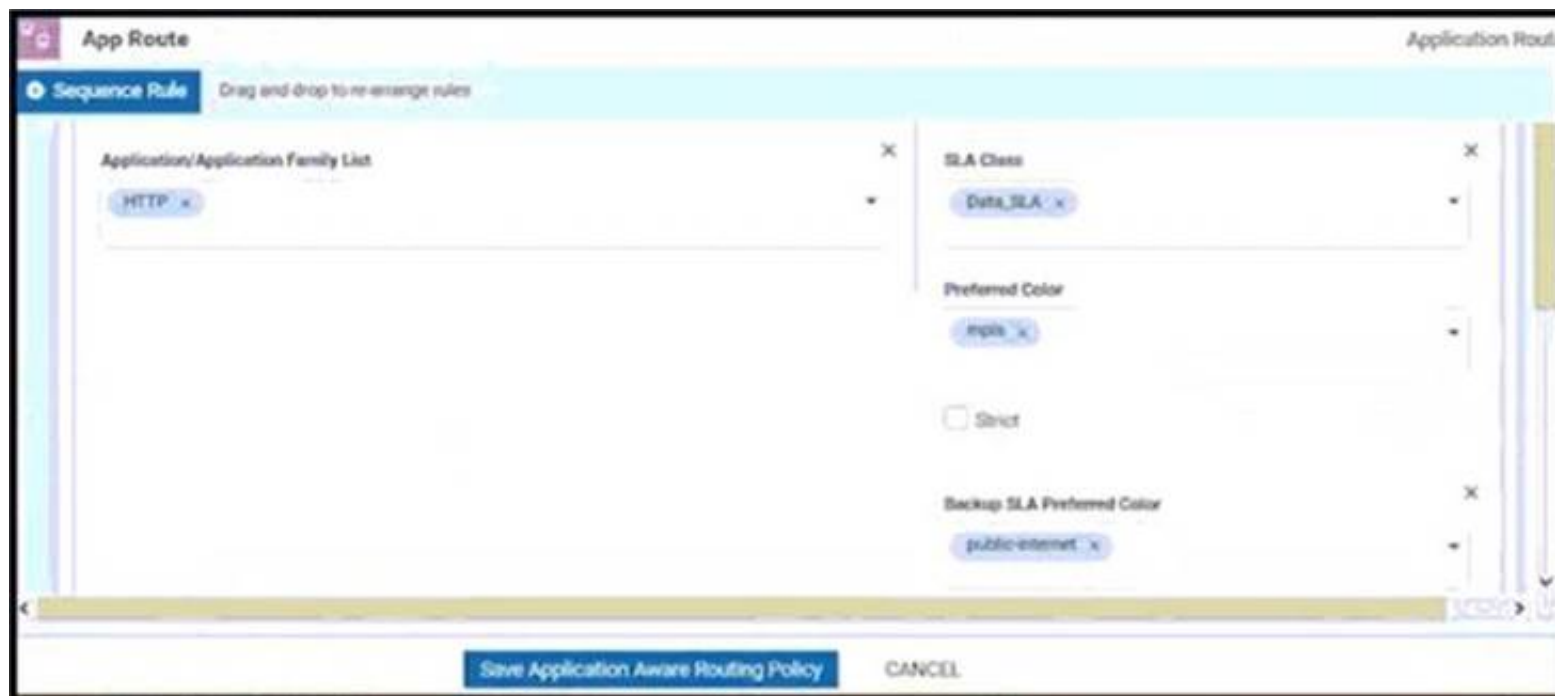 App Route
Application Rout
Sequence Rule
Drag and drop to re-arrange rules
Application/Application Family List
HTTP
SLA Class
Data_SLA
Preferred Color
mpls
Strict
Backup SLA Preferred Color
public-internet
Save Application Aware Routing Policy
CANCEL